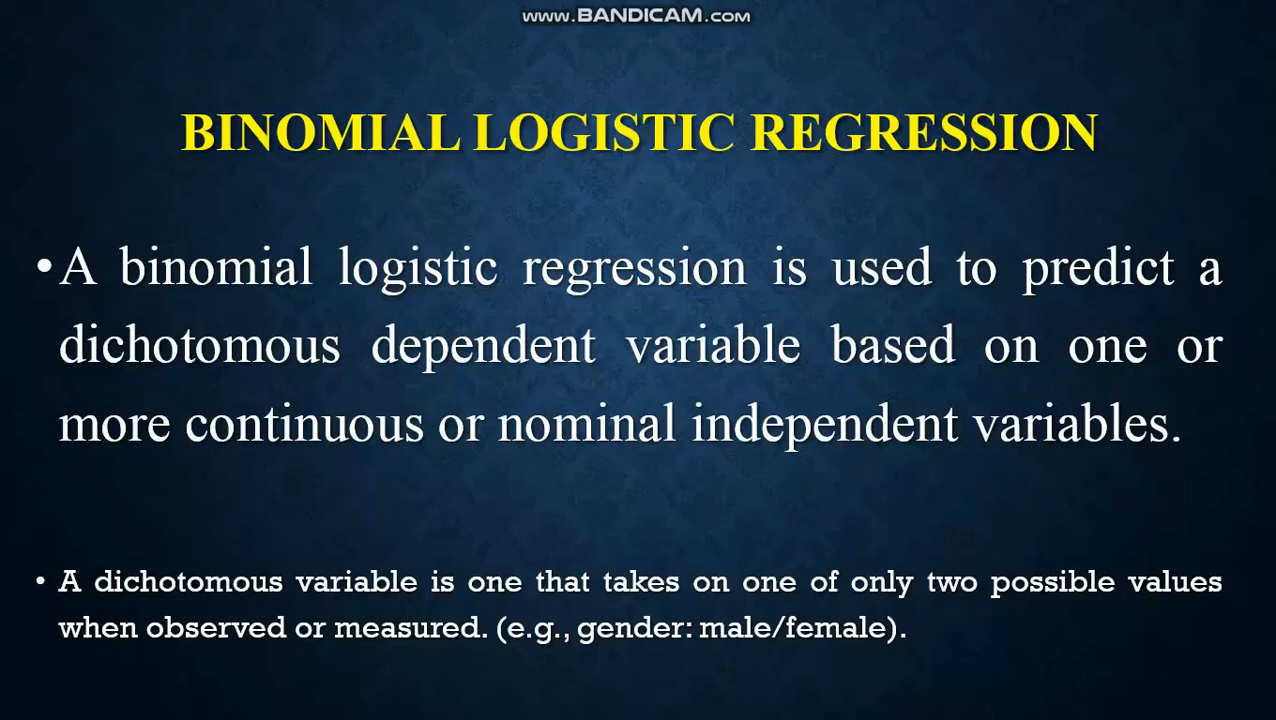 www.BANDICAM.com
BINOMIAL LOGISTIC REGRESSION
•A binomial logistic regression is used to predict a
dichotomous dependent variable based on one or
more continuous or nominal independent variables.
• A dichotomous variable is one that takes on one of only two possible values
when observed or measured. (e.g., gender: male/female).